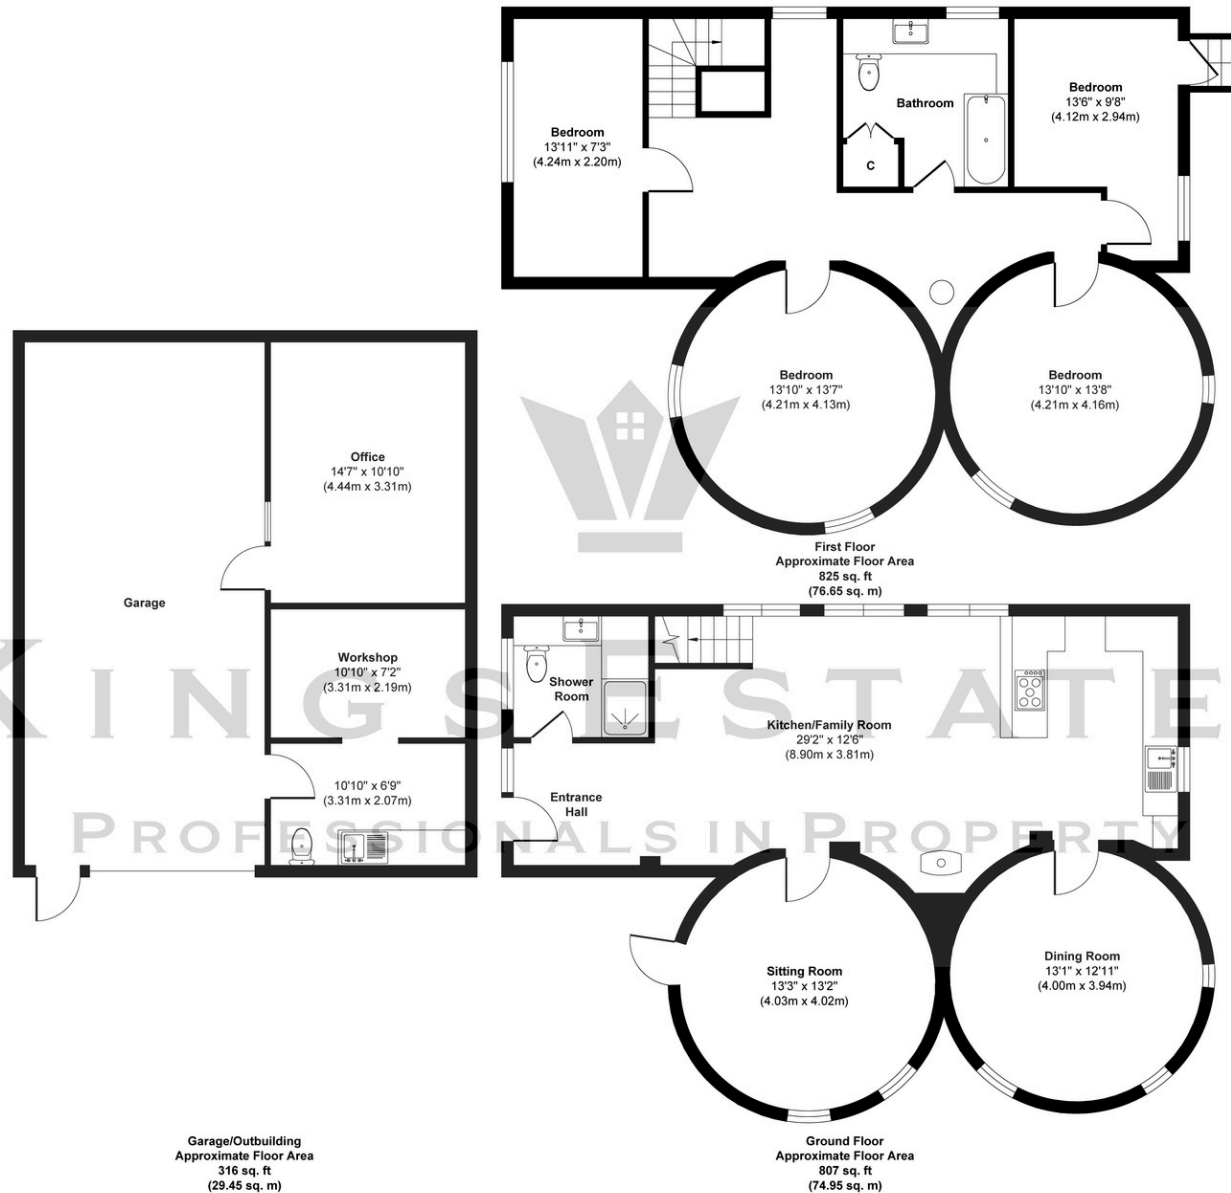 Bedroom
13'11" x 7'3"
(4.24m x 2.20m)
Bathroom
C
Bedroom
13'6" x 9'8"
(4.12m x 2.94m)
Bedroom
13'10" x 13'7"
(4.21m x 4.13m)
Bedroom
13'10" x 13'8"
(4.21m x 4.16m)
First Floor
Approximate Floor Area
825 sq. ft
(76.65 sq. m)
Office
14'7" x 10'10"
(4.44m x 3.31m)
Garage
Workshop
10'10" x 7'2"
(3.31m x 2.19m)
10'10" x 6'9"
(3.31m x 2.07m)
Shower
Room
Kitchen/Family Room
29'2" x 12'6"
(8.90m x 3.81m)
Entrance
Hall
Sitting Room
13'3" x 13'2"
(4.03m x 4.02m)
Dining Room
13'1" x 12'11"
(4.00m x 3.94m)
KINGS ESTATE
PROFESSIONALS IN PROPERTY
Garage/Outbuilding
Approximate Floor Area
316 sq. ft
(29.45 sq. m)
Ground Floor
Approximate Floor Area
807 sq. ft
(74.95 sq. m)